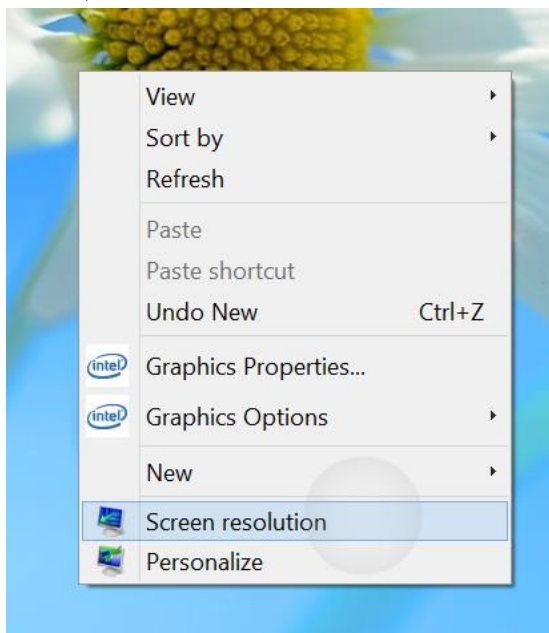 View
Sort by
Refresh
Paste
Paste shortcut
Undo New Ctrl+Z
intel Graphics Properties...
intel Graphics Options
New
Screen resolution
Personalize